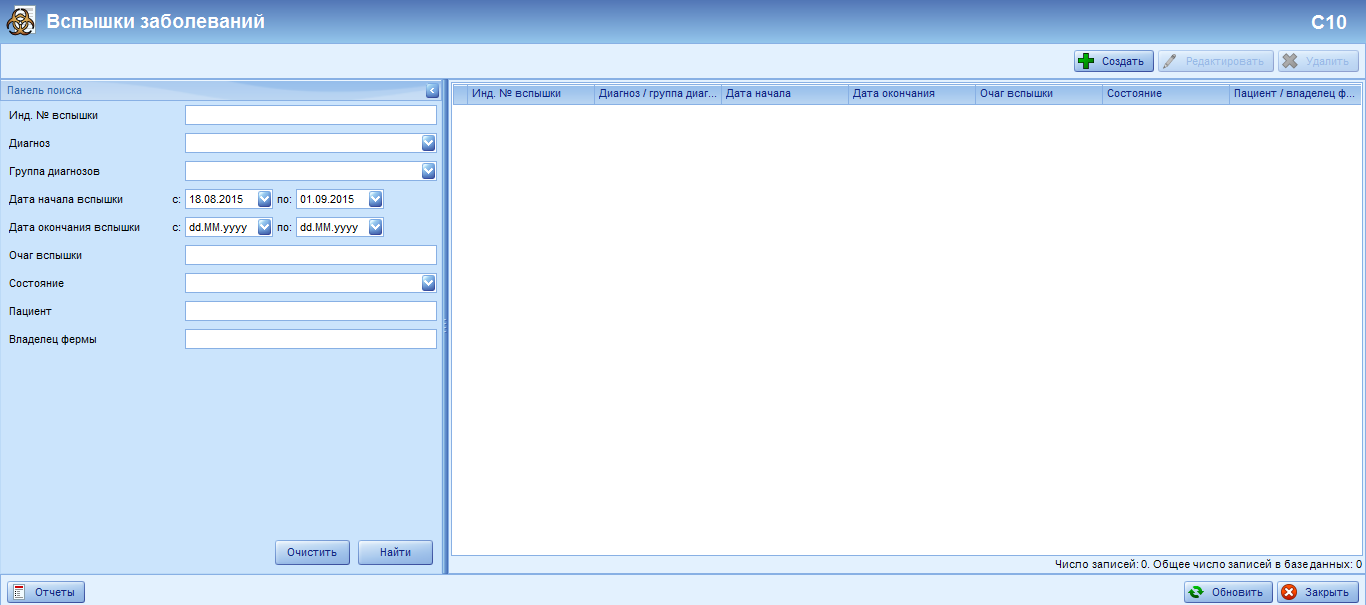 Вспышки заболеваний
C10
Создать Редактировать Удалить
Панель поиска
Инд. № вспышки
Диагноз
Группа диагнозов
Дата начала вспышки с: 18.08.2015 по: 01.09.2015
Дата окончания вспышки с: dd.MM.yyyy по: dd.MM.yyyy
Очаг вспышки
Состояние
Пациент
Владелец фермы
Очистить Найти
Инд. № вспышки Диагноз / группа диаг... Дата начала Дата окончания Очаг вспышки Состояние Пациент / владелец ф...
Число записей: 0. Общее число записей в базе данных: 0
Отчеты Обновить Закрыть